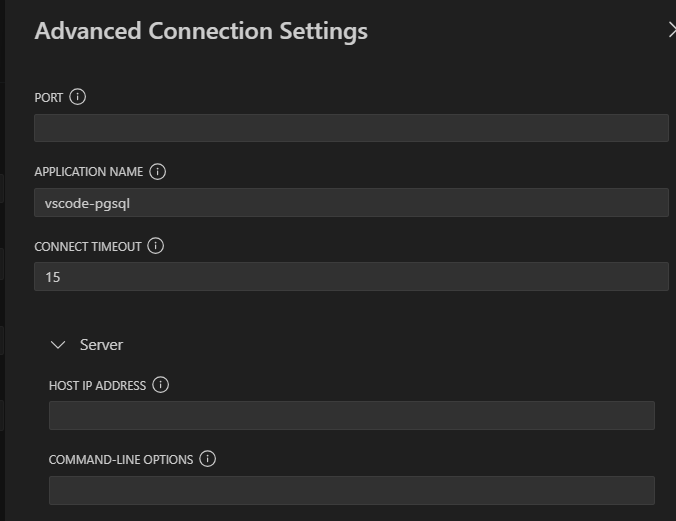 Advanced Connection Settings
PORT
APPLICATION NAME
vscode-pgsql
CONNECT TIMEOUT
15
Server
HOST IP ADDRESS
COMMAND-LINE OPTIONS